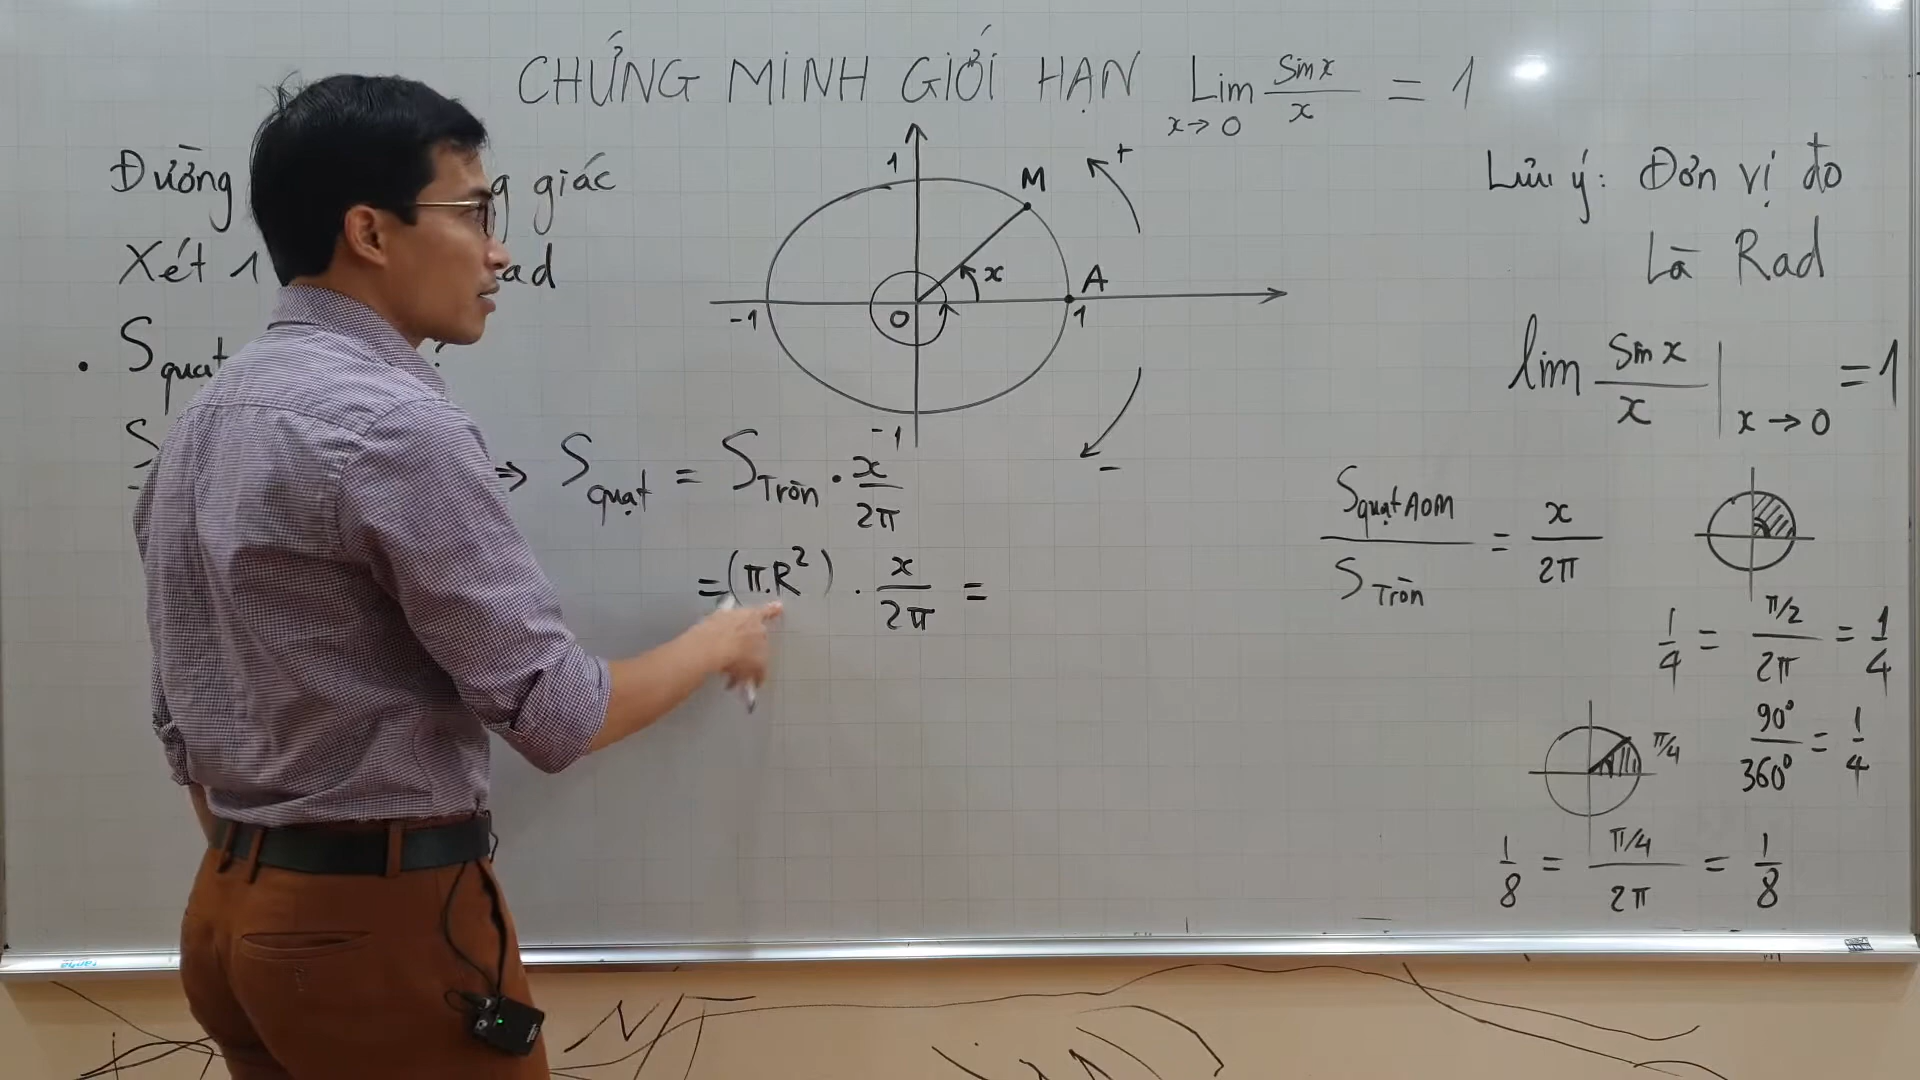 CHỨNG MINH GIỚI HẠN Lim sinx/x = 1
x→0
Đường g giác
Xét 1 ad
S quạt ?
S
⇒ S quạt = S Tròn . x/2π
= (π.R²) . x/2π =
1
M
+
x
A
-1
O
1
-1
-
Lưu ý: Đơn vị đo
là Rad
lim sinx/x | x→0 = 1
S quạt AOM / S Tròn = x/2π
1/4 = π/2 / 2π = 1/4
90°/360° = 1/4
π/4
1/8 = π/4 / 2π = 1/8